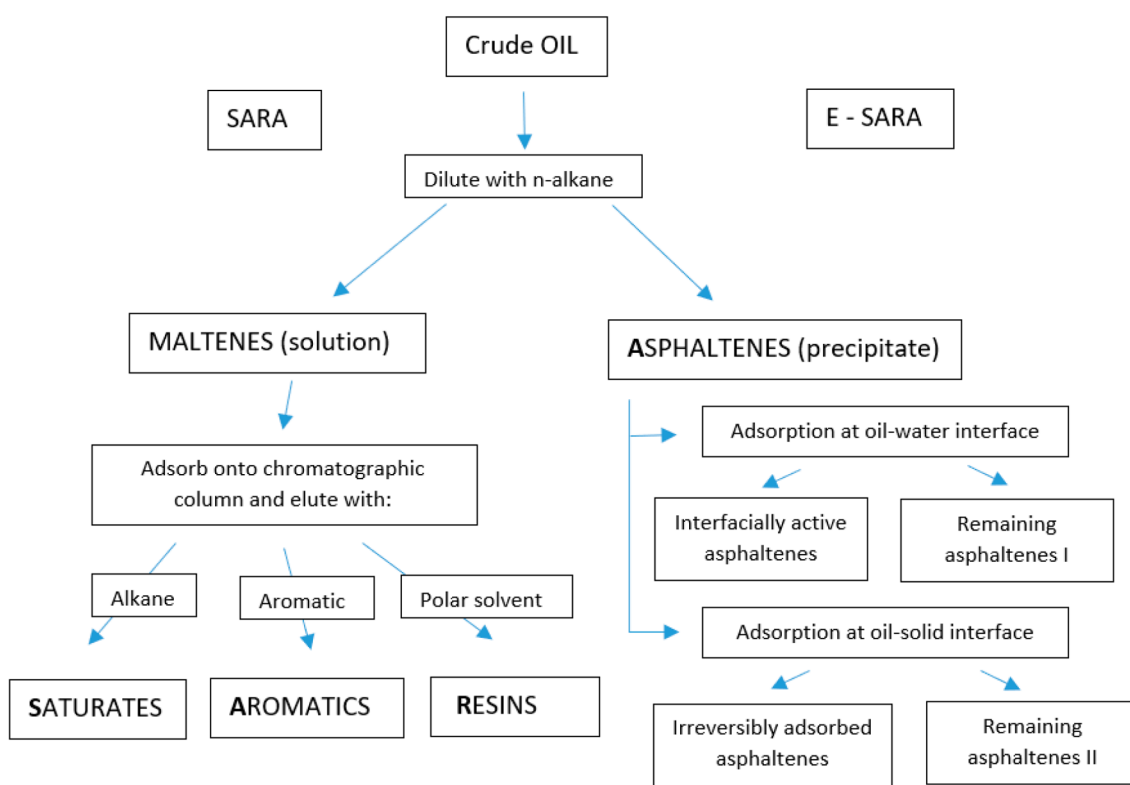 Crude OIL
SARA
E - SARA
Dilute with n-alkane
MALTENES (solution)
ASPHALTENES (precipitate)
Adsorb onto chromatographic
column and elute with:
Alkane
Aromatic
Polar solvent
SATURATES
AROMATICS
RESINS
Adsorption at oil-water interface
Interfacially active
asphaltenes
Remaining
asphaltenes I
Adsorption at oil-solid interface
Irreversibly adsorbed
asphaltenes
Remaining
asphaltenes II